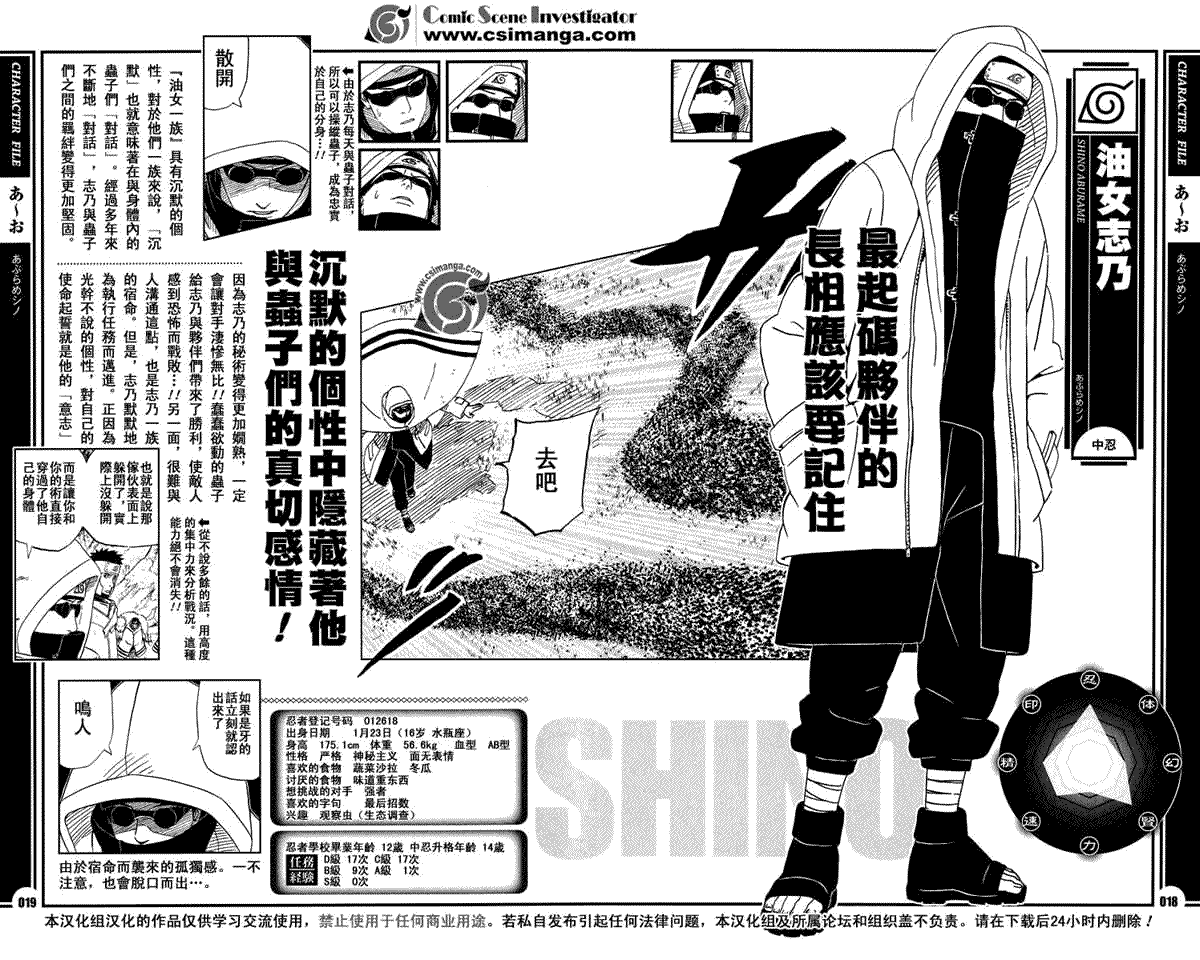 Comic Scene Investigator
www.csimanga.com
CHARACTER FILE
あ〜お
あぶらめシノ
018
油女志乃
SHINO ABURAME
あぶらめシノ
中忍
最起碼夥伴的
長相應該要記住
去吧
www.csimanga.com
⬅由於志乃每天與蟲子對話，
所以可以操縱蟲子，成為忠實
於自己的分身…!!
散開
『油女一族』具有沉默的個
性，對於他們一族來說，「沉
默」也就意味著在與身體內的
蟲子們「對話」。經過多年來
不斷地「對話」，志乃與蟲子
們之間的羈絆變得更加堅固。
沉默的個性中隱藏著他
與蟲子們的真切感情！
因為志乃的秘術變得更加嫻熟，一定
會讓對手淒慘無比!!蠢蠢欲動的蟲子
給志乃與夥伴們帶來了勝利，使敵人
感到恐怖而戰敗…!!另一面，很難與
人溝通這點，也是志乃一族
的宿命。但是，志乃默默地
為執行任務而邁進。正因為
光幹不說的個性，對自己的
使命起誓就是他的「意志」
⬅從不說多餘的話，用高度
的集中力來分析戰況。這種
能力絕不會消失!!
也就是說那
傢伙表面上
躲開了，實
際上沒躲開
而是讓你和
你的術直接
穿過了他自
己的身體
如果是牙的
話立刻就認
出來了
鳴人
由於宿命而襲來的孤獨感。一不
注意，也會脫口而出…。
忍者登记号码 012618
出身日期 1月23日（16岁 水瓶座）
身高 175.1cm 体重 56.6kg 血型 AB型
性格 严格 神秘主义 面无表情
喜欢的食物 蔬菜沙拉 冬瓜
讨厌的食物 味道重东西
想挑战的对手 强者
喜欢的字句 最后招数
兴趣 观察虫（生态调查）
忍者學校畢業年龄 12歲 中忍升格年龄 14歲
任務
経験
D級 17次 C級 17次
B級 9次 A級 1次
S級 0次
SHINO
忍
体
幻
賢
力
速
精
印
CHARACTER FILE
あ〜お
あぶらめシノ
019
本汉化组汉化的作品仅供学习交流使用，禁止使用于任何商业用途。若私自发布引起任何法律问题，本汉化组及所属论坛和组织盖不负责。请在下载后24小时内删除！